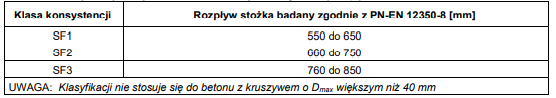 Klasa konsystencji Rozpływ stożka badany zgodnie z PN-EN 12350-8 [mm]
SF1 550 do 650
SF2 660 do 750
SF3 760 do 850
UWAGA: Klasyfikacji nie stosuje się do betonu z kruszywem o Dmax większym niż 40 mm